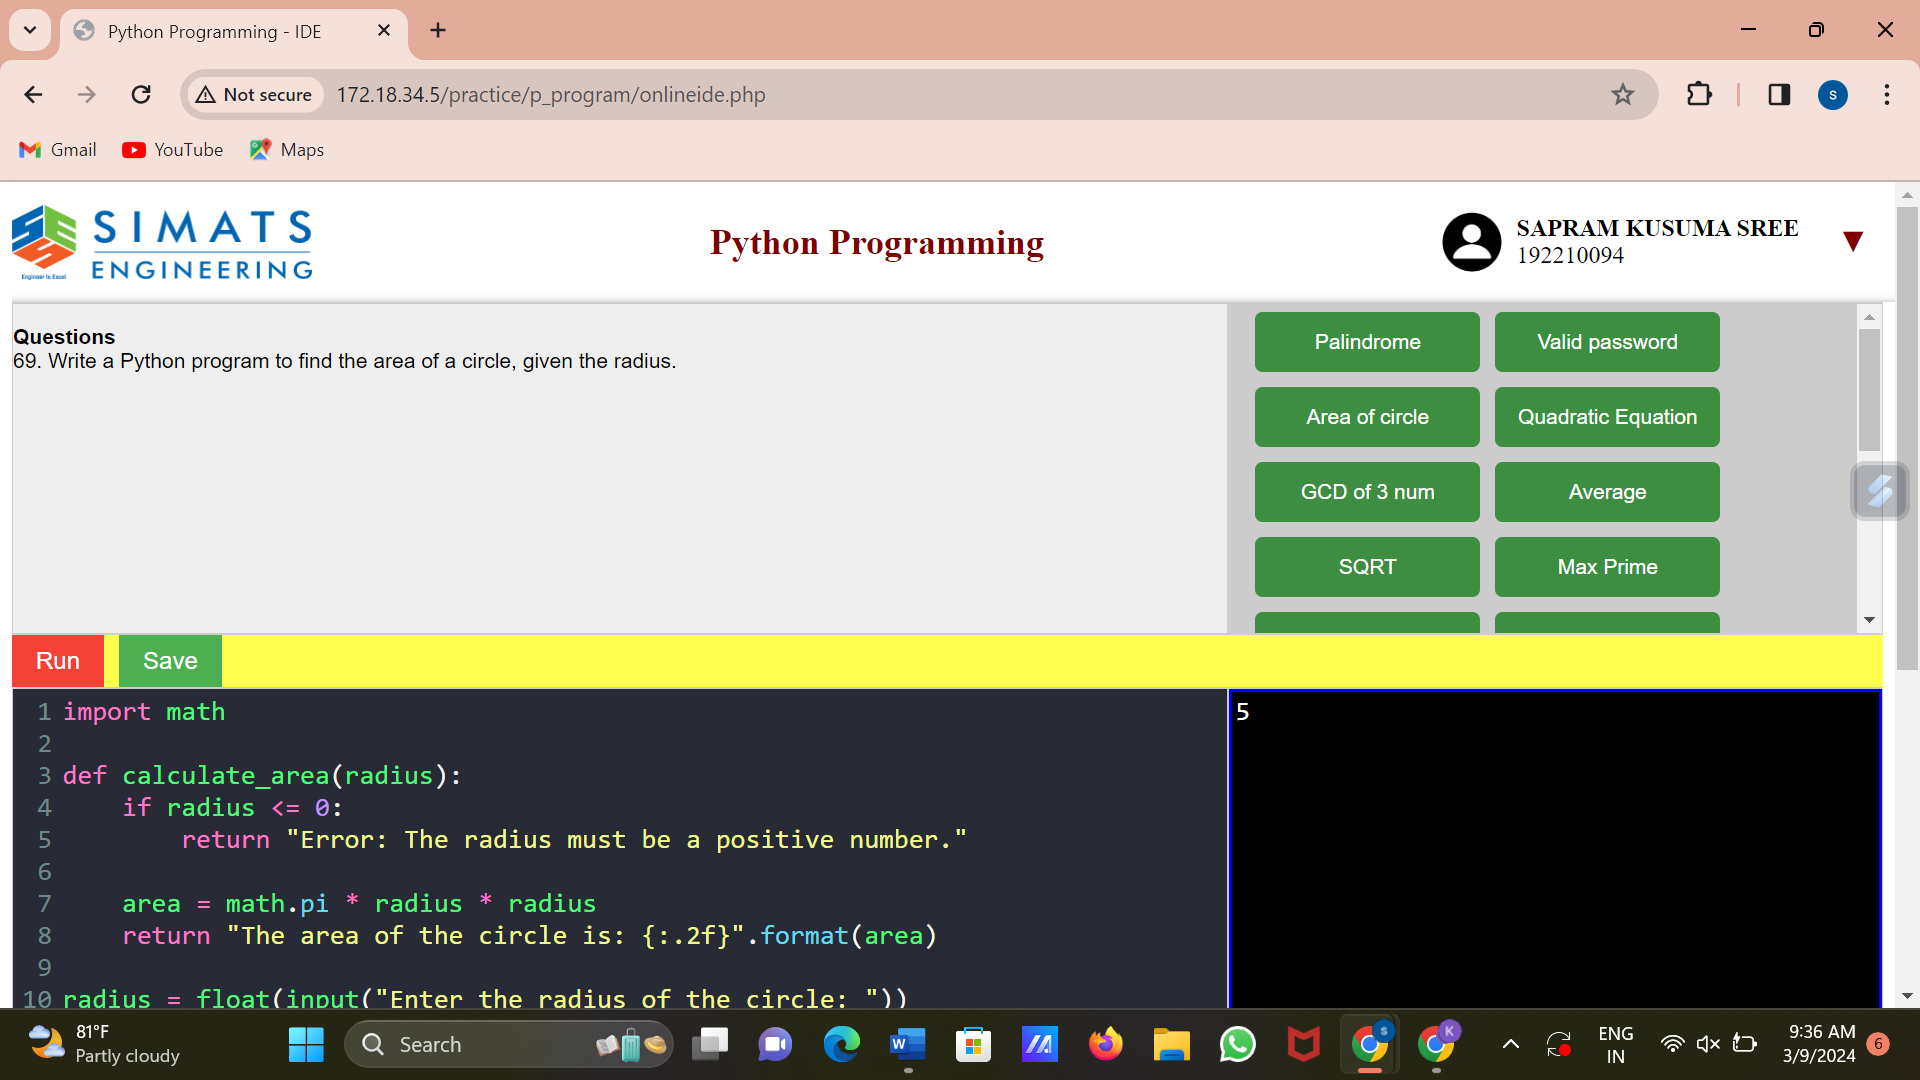 Python Programming - IDE
Not secure
172.18.34.5/practice/p_program/onlineide.php
S
Gmail
YouTube
Maps
SIMATS
ENGINEERING
Engineer to Excel
Python Programming
SAPRAM KUSUMA SREE
192210094
Questions
69. Write a Python program to find the area of a circle, given the radius.
Palindrome
Valid password
Area of circle
Quadratic Equation
GCD of 3 num
Average
SQRT
Max Prime
Run
Save
1 import math
2
3 def calculate_area(radius):
4     if radius <= 0:
5         return "Error: The radius must be a positive number."
6
7     area = math.pi * radius * radius
8     return "The area of the circle is: {:.2f}".format(area)
9
10 radius = float(input("Enter the radius of the circle: "))
5
81°F
Partly cloudy
Search
W
S
K
ENG
IN
9:36 AM
3/9/2024
6